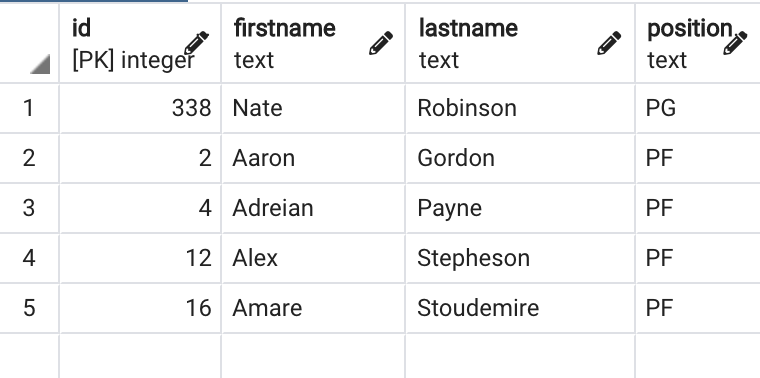 id firstname lastname position
[PK] integer text text text
1 338 Nate Robinson PG
2 2 Aaron Gordon PF
3 4 Adreian Payne PF
4 12 Alex Stepheson PF
5 16 Amare Stoudemire PF